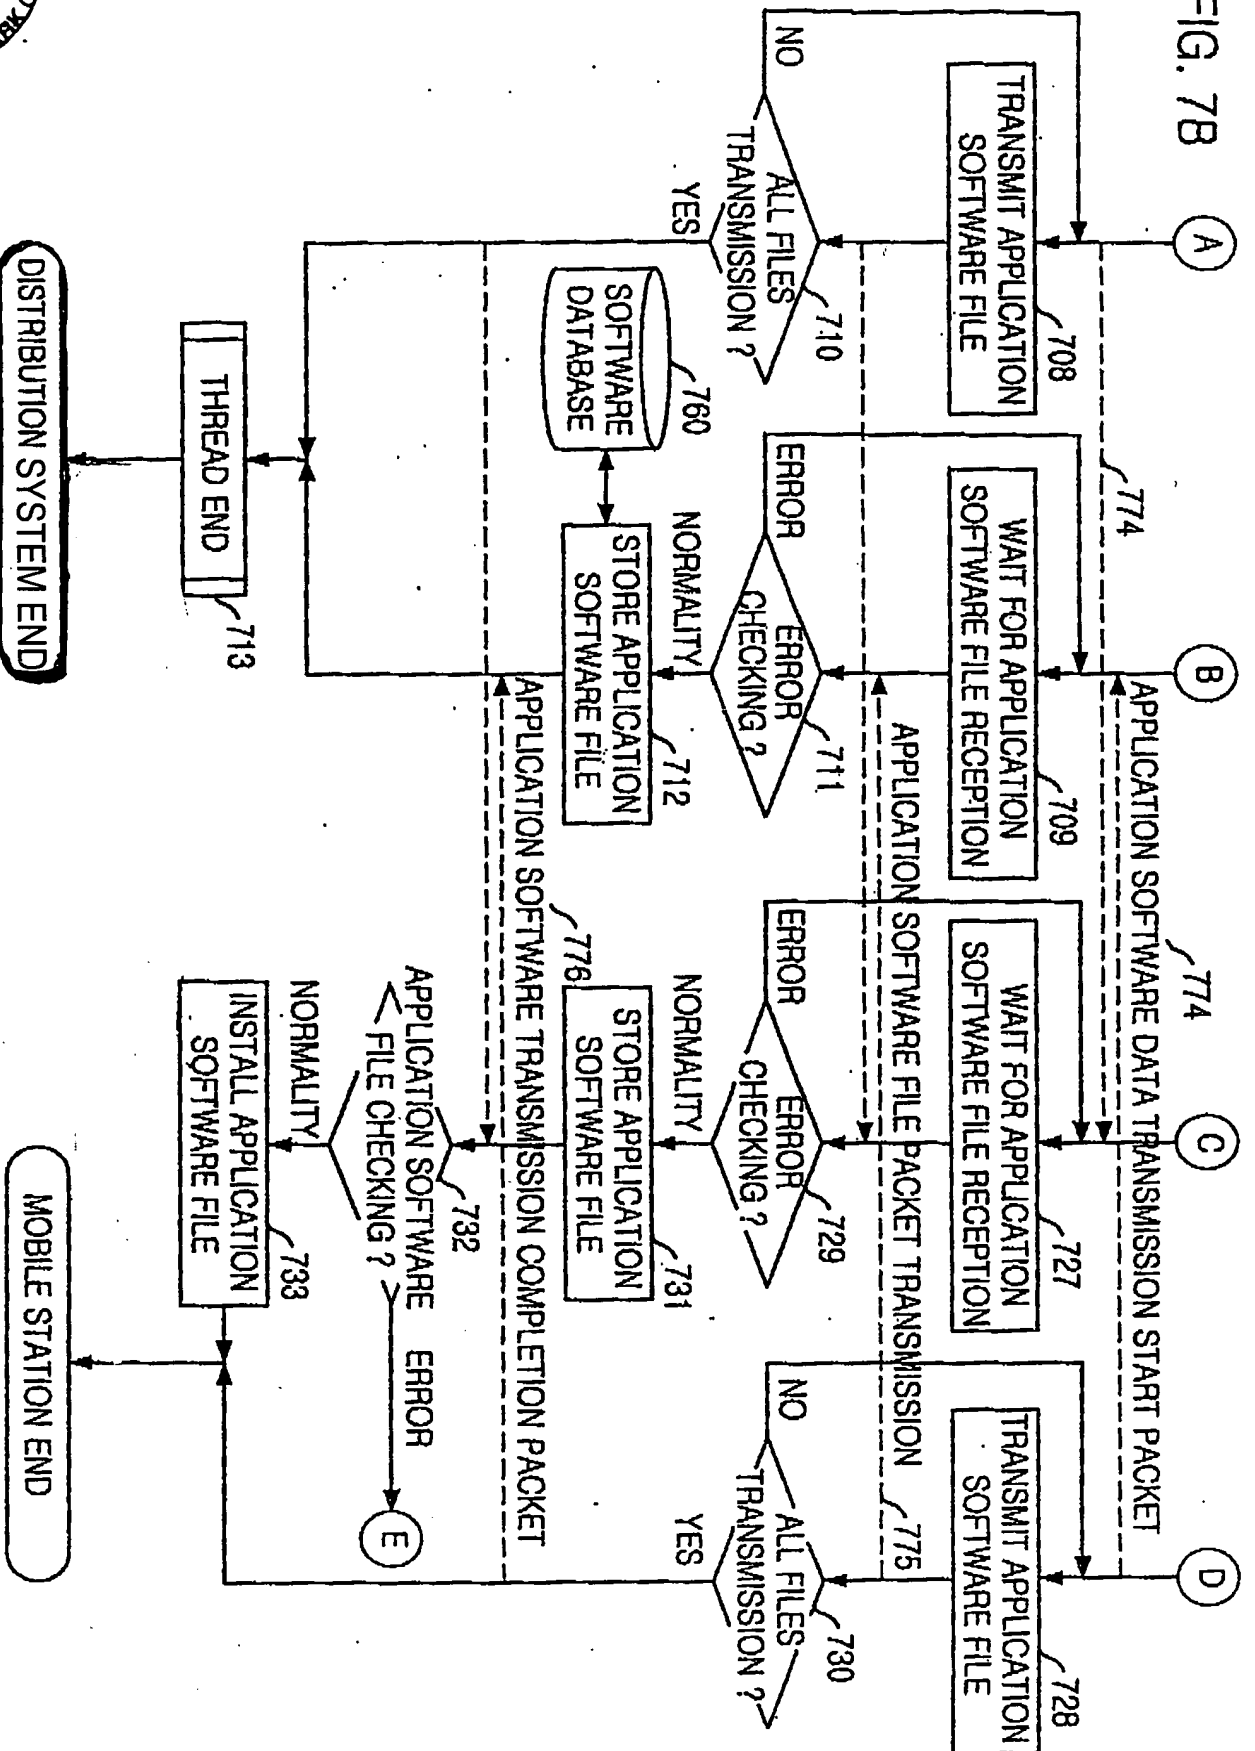 FIG. 7B
A
B
C
D
774
774
APPLICATION SOFTWARE DATA TRANSMISSION START PACKET
TRANSMIT APPLICATION
SOFTWARE FILE
708
WAIT FOR APPLICATION
SOFTWARE FILE RECEPTION
709
WAIT FOR APPLICATION
SOFTWARE FILE RECEPTION
727
TRANSMIT APPLICATION
SOFTWARE FILE
728
APPLICATION SOFTWARE FILE PACKET TRANSMISSION
775
NO
ALL FILES
TRANSMISSION ?
710
YES
ERROR
ERROR
CHECKING ?
711
NORMALITY
ERROR
ERROR
CHECKING ?
729
NORMALITY
NO
ALL FILES
TRANSMISSION ?
730
YES
SOFTWARE
DATABASE
760
STORE APPLICATION
SOFTWARE FILE
712
STORE APPLICATION
SOFTWARE FILE
731
APPLICATION SOFTWARE TRANSMISSION COMPLETION PACKET
776
APPLICATION SOFTWARE
FILE CHECKING ?
732
ERROR
E
NORMALITY
THREAD END
713
INSTALL APPLICATION
SOFTWARE FILE
733
DISTRIBUTION SYSTEM END
MOBILE STATION END